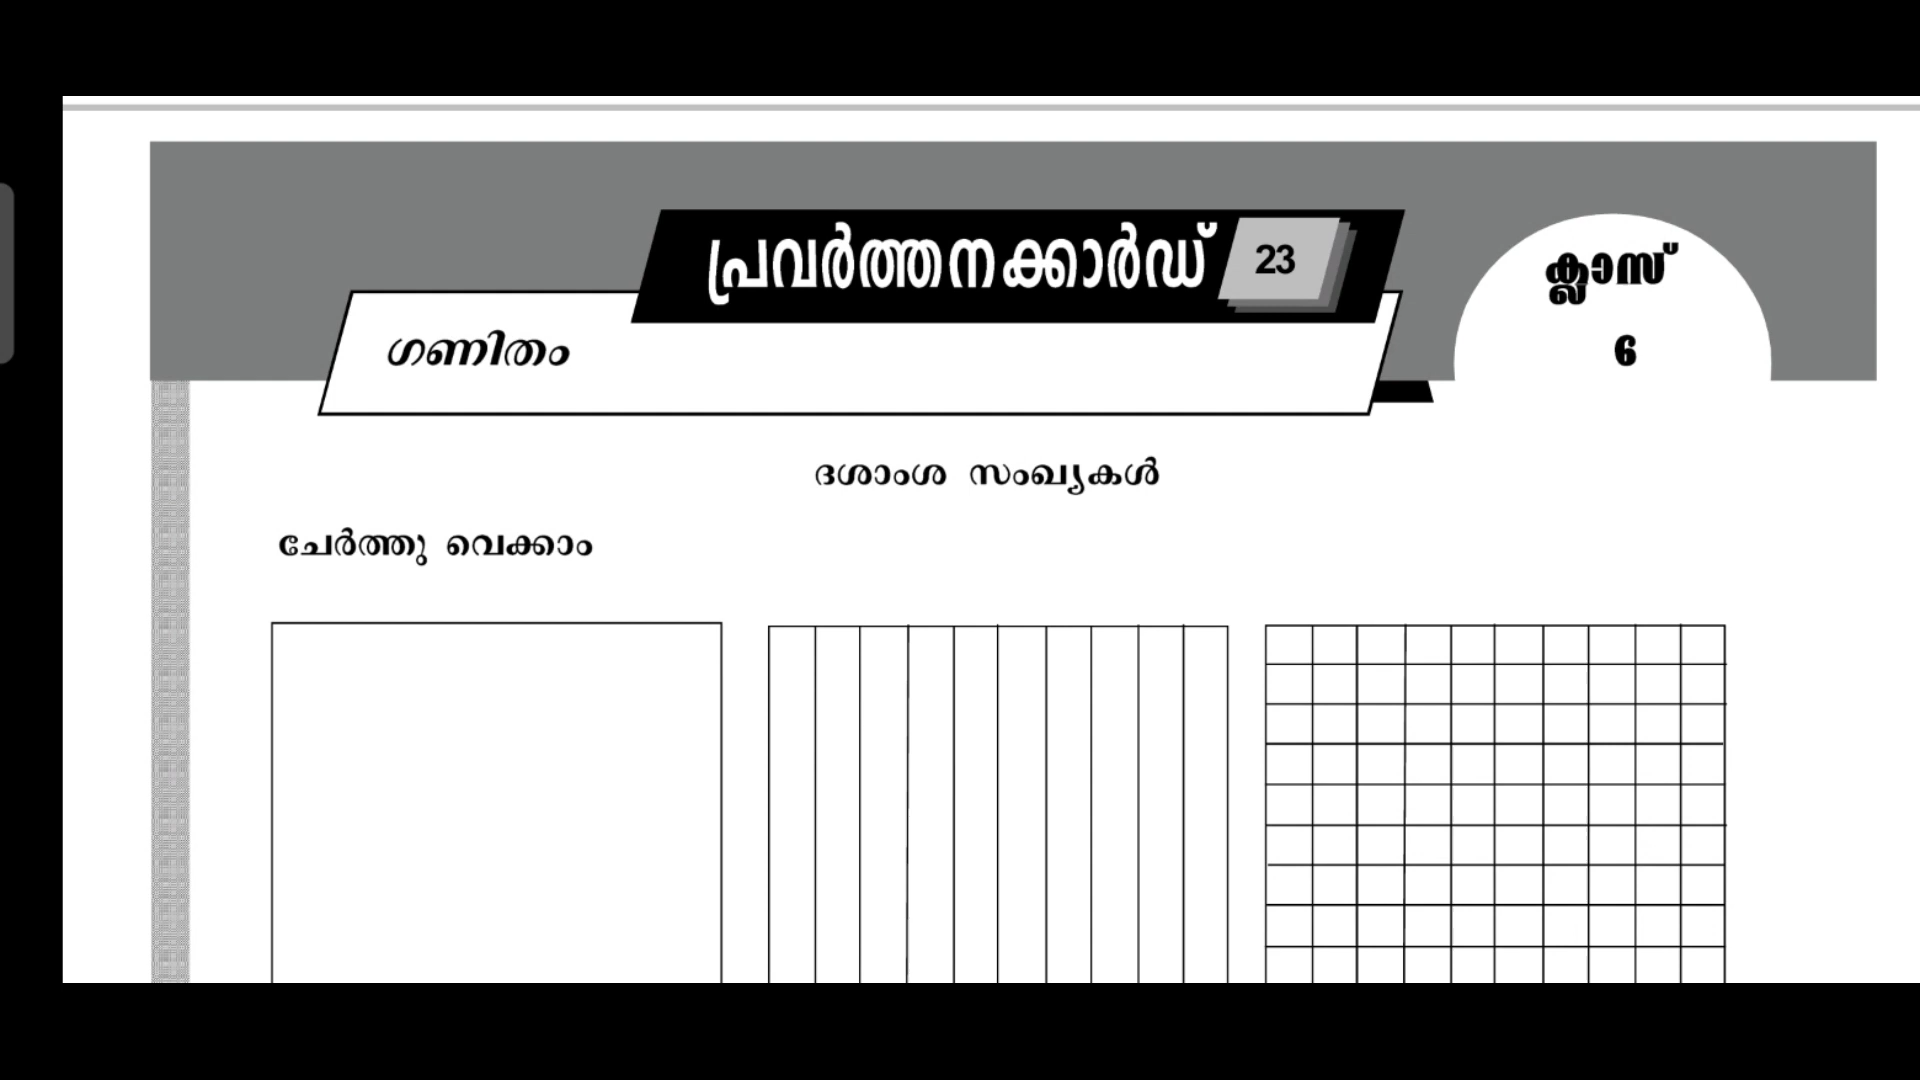 പ്രവർത്തനക്കാർഡ് 23
ക്ലാസ്
6
ഗണിതം
ദശാംശ സംഖ്യകൾ
ചേർത്തു വെക്കാം